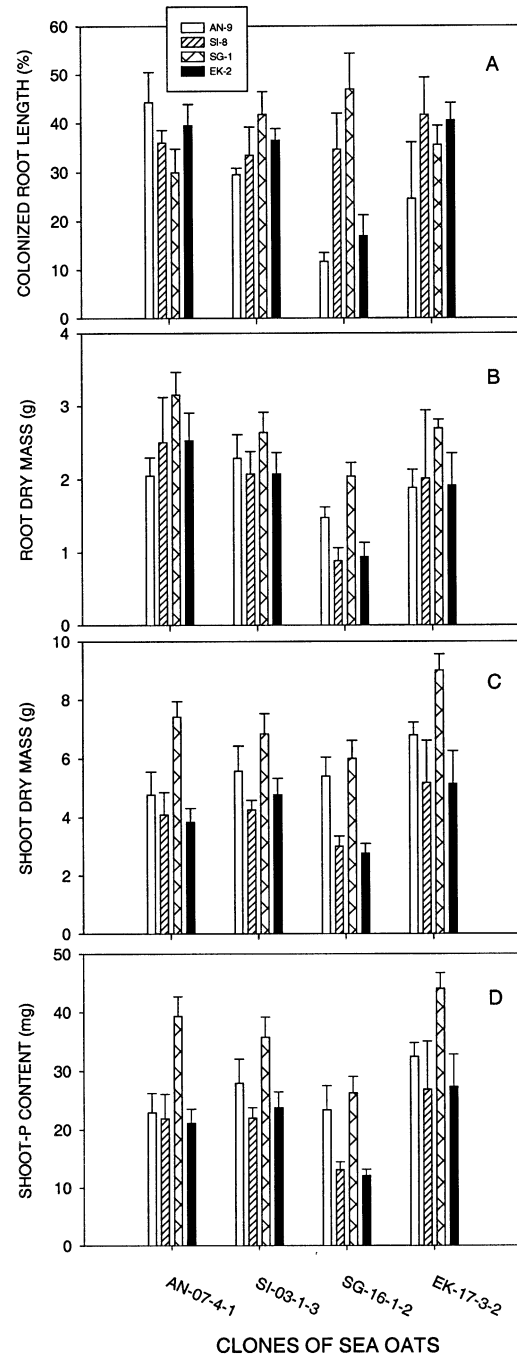 AN-9
SI-8
SG-1
EK-2
A
COLONIZED ROOT LENGTH (%)
60
50
40
30
20
10
0
B
ROOT DRY MASS (g)
4
3
2
1
0
C
SHOOT DRY MASS (g)
10
8
6
4
2
0
D
SHOOT-P CONTENT (mg)
50
40
30
20
10
0
AN-07-4-1
SI-03-1-3
SG-16-1-2
EK-17-3-2
CLONES OF SEA OATS